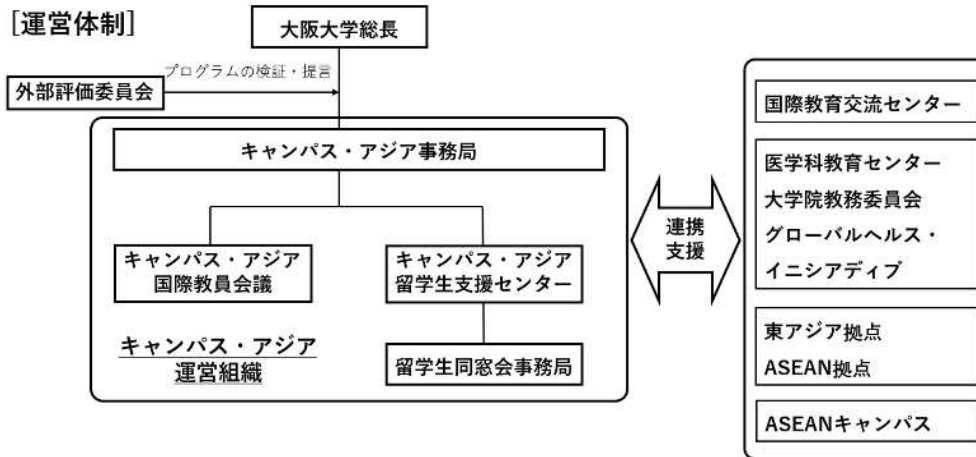 [運営体制]
大阪大学総長
プログラムの検証・提言
外部評価委員会
キャンパス・アジア事務局
キャンパス・アジア
国際教員会議
キャンパス・アジア
留学生支援センター
キャンパス・アジア
運営組織
留学生同窓会事務局
連携
支援
国際教育交流センター
医学科教育センター
大学院教務委員会
グローバルヘルス・
イニシアディブ
東アジア拠点
ASEAN拠点
ASEANキャンパス